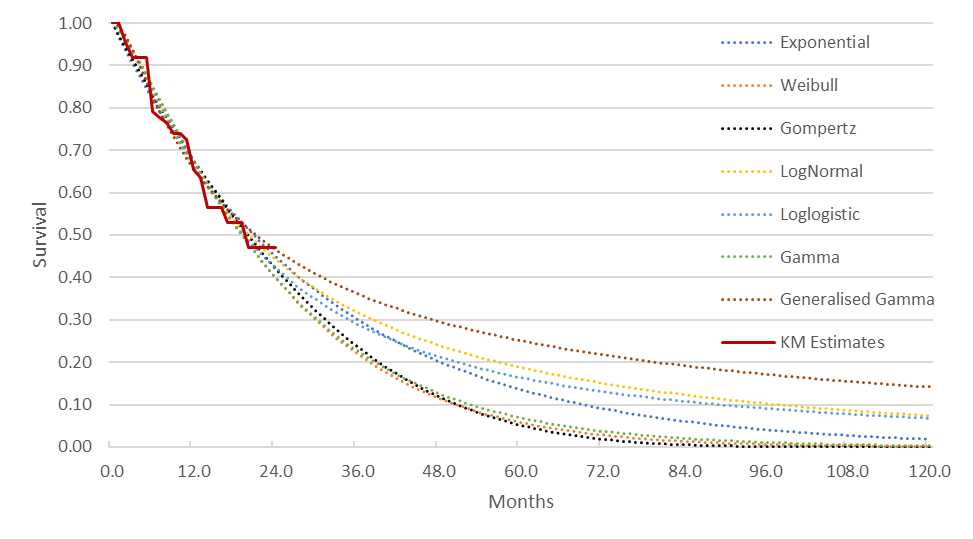 1.00
0.90
0.80
0.70
0.60
0.50
0.40
0.30
0.20
0.10
0.00
Survival
0.0 12.0 24.0 36.0 48.0 60.0 72.0 84.0 96.0 108.0 120.0
Months
Exponential
Weibull
Gompertz
LogNormal
Loglogistic
Gamma
Generalised Gamma
KM Estimates